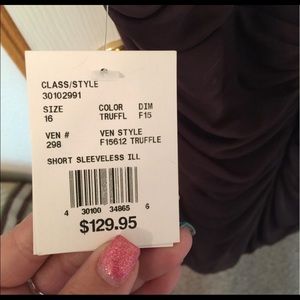 CLASS/STYLE
30102991
SIZE COLOR DIM
16 TRUFFL F15
VEN # VEN STYLE
298 F15612 TRUFFLE
SHORT SLEEVELESS ILL
4 30100 34865 6
$129.95